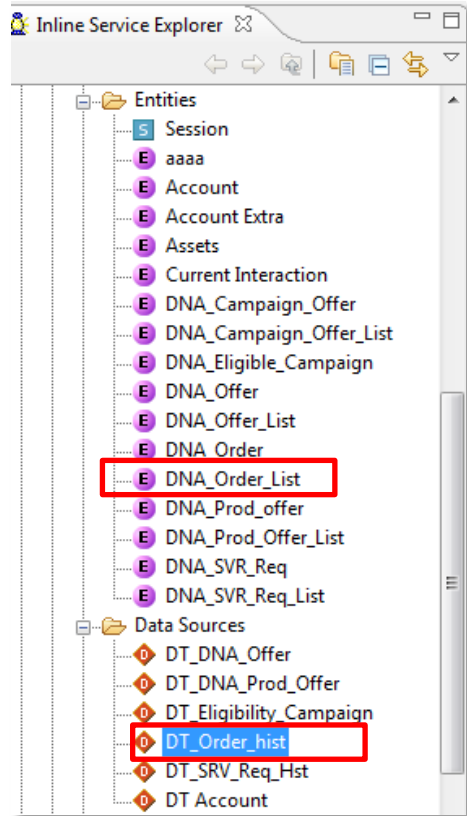 Inline Service Explorer
Entities
S Session
E aaaa
E Account
E Account Extra
E Assets
E Current Interaction
E DNA_Campaign_Offer
E DNA_Campaign_Offer_List
E DNA_Eligible_Campaign
E DNA_Offer
E DNA_Offer_List
E DNA_Order
E DNA_Order_List
E DNA_Prod_offer
E DNA_Prod_Offer_List
E DNA_SVR_Req
E DNA_SVR_Req_List
Data Sources
D DT_DNA_Offer
D DT_DNA_Prod_Offer
D DT_Eligibility_Campaign
D DT_Order_hist
D DT_SRV_Req_Hst
D DT Account